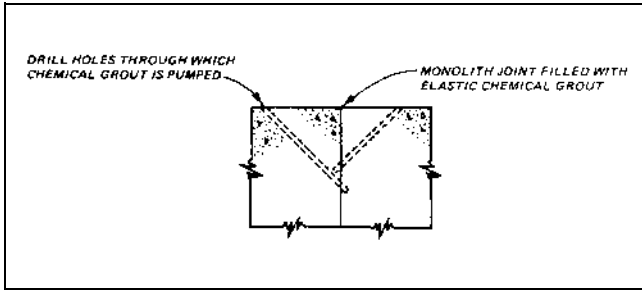 DRILL HOLES THROUGH WHICH
CHEMICAL GROUT IS PUMPED
MONOLITH JOINT FILLED WITH
ELASTIC CHEMICAL GROUT